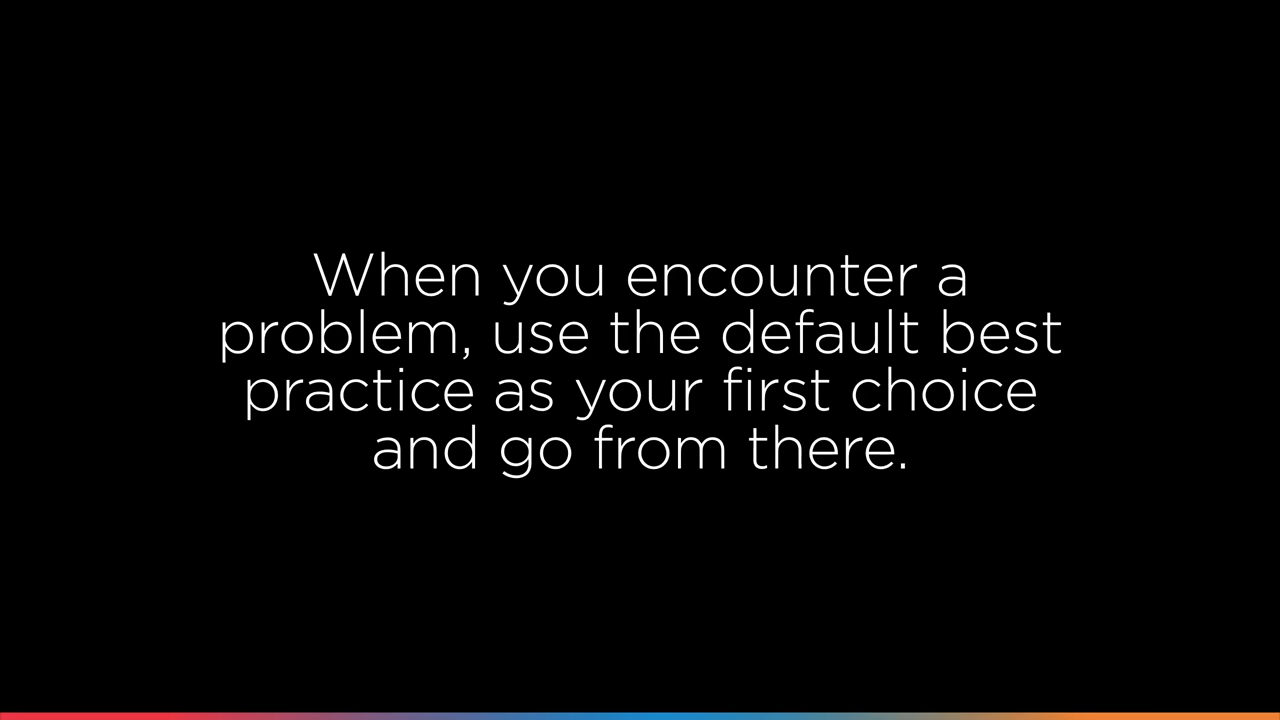 When you encounter a
problem, use the default best
practice as your first choice
and go from there.